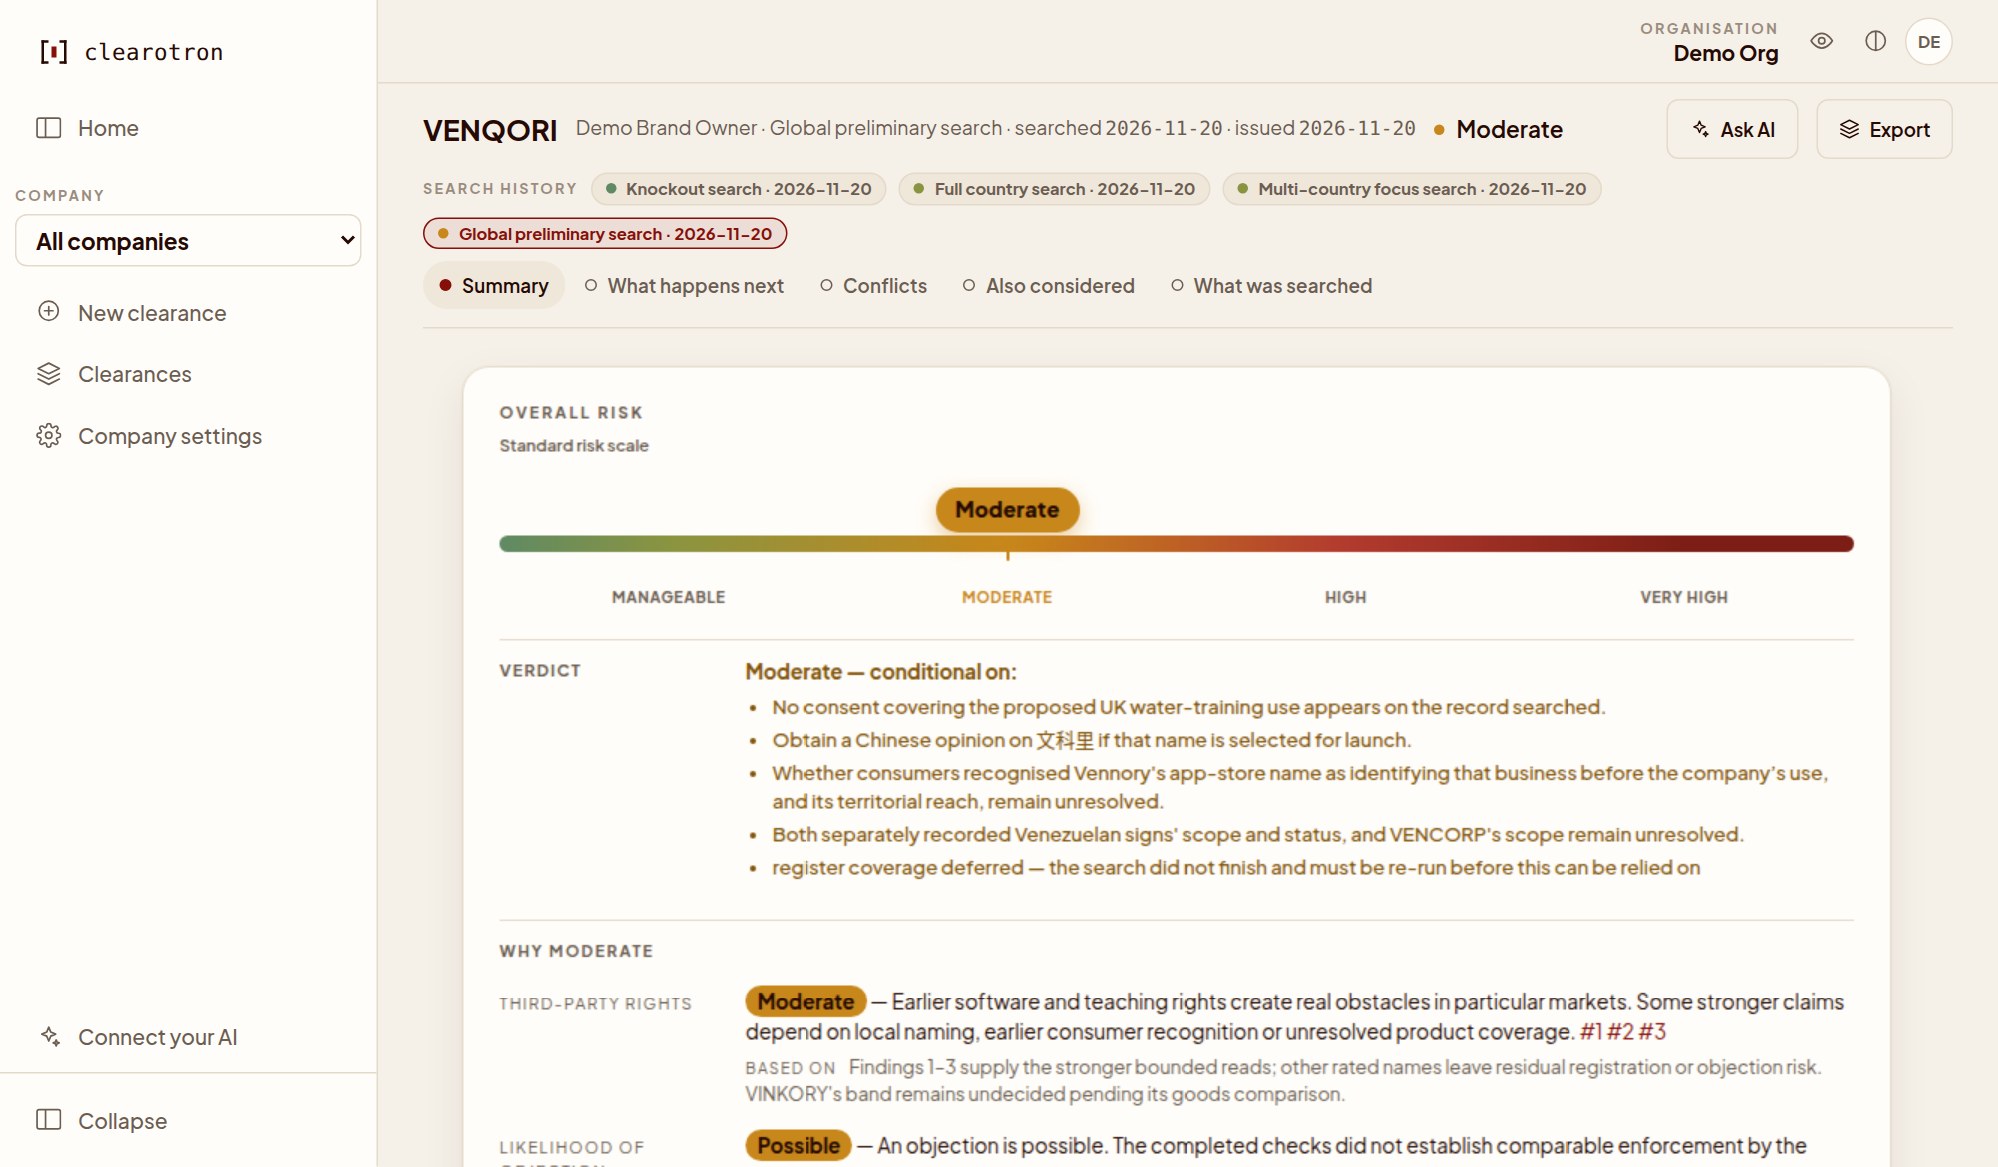 clearotron
Home
COMPANY
All companies
New clearance
Clearances
Company settings
Connect your AI
Collapse
ORGANISATION
Demo Org
DE
VENQORI Demo Brand Owner · Global preliminary search · searched 2026-11-20 · issued 2026-11-20 Moderate
Ask AI
Export
SEARCH HISTORY Knockout search · 2026-11-20 Full country search · 2026-11-20 Multi-country focus search · 2026-11-20
Global preliminary search · 2026-11-20
Summary What happens next Conflicts Also considered What was searched
OVERALL RISK
Standard risk scale
Moderate
MANAGEABLE MODERATE HIGH VERY HIGH
VERDICT
Moderate — conditional on:
• No consent covering the proposed UK water-training use appears on the record searched.
• Obtain a Chinese opinion on 文科里 if that name is selected for launch.
• Whether consumers recognised Vennory's app-store name as identifying that business before the company's use,
and its territorial reach, remain unresolved.
• Both separately recorded Venezuelan signs' scope and status, and VENCORP's scope remain unresolved.
• register coverage deferred — the search did not finish and must be re-run before this can be relied on
WHY MODERATE
THIRD-PARTY RIGHTS
Moderate — Earlier software and teaching rights create real obstacles in particular markets. Some stronger claims
depend on local naming, earlier consumer recognition or unresolved product coverage. #1 #2 #3
BASED ON Findings 1–3 supply the stronger bounded reads; other rated names leave residual registration or objection risk.
VINKORY's band remains undecided pending its goods comparison.
LIKELIHOOD OF
Possible — An objection is possible. The completed checks did not establish comparable enforcement by the